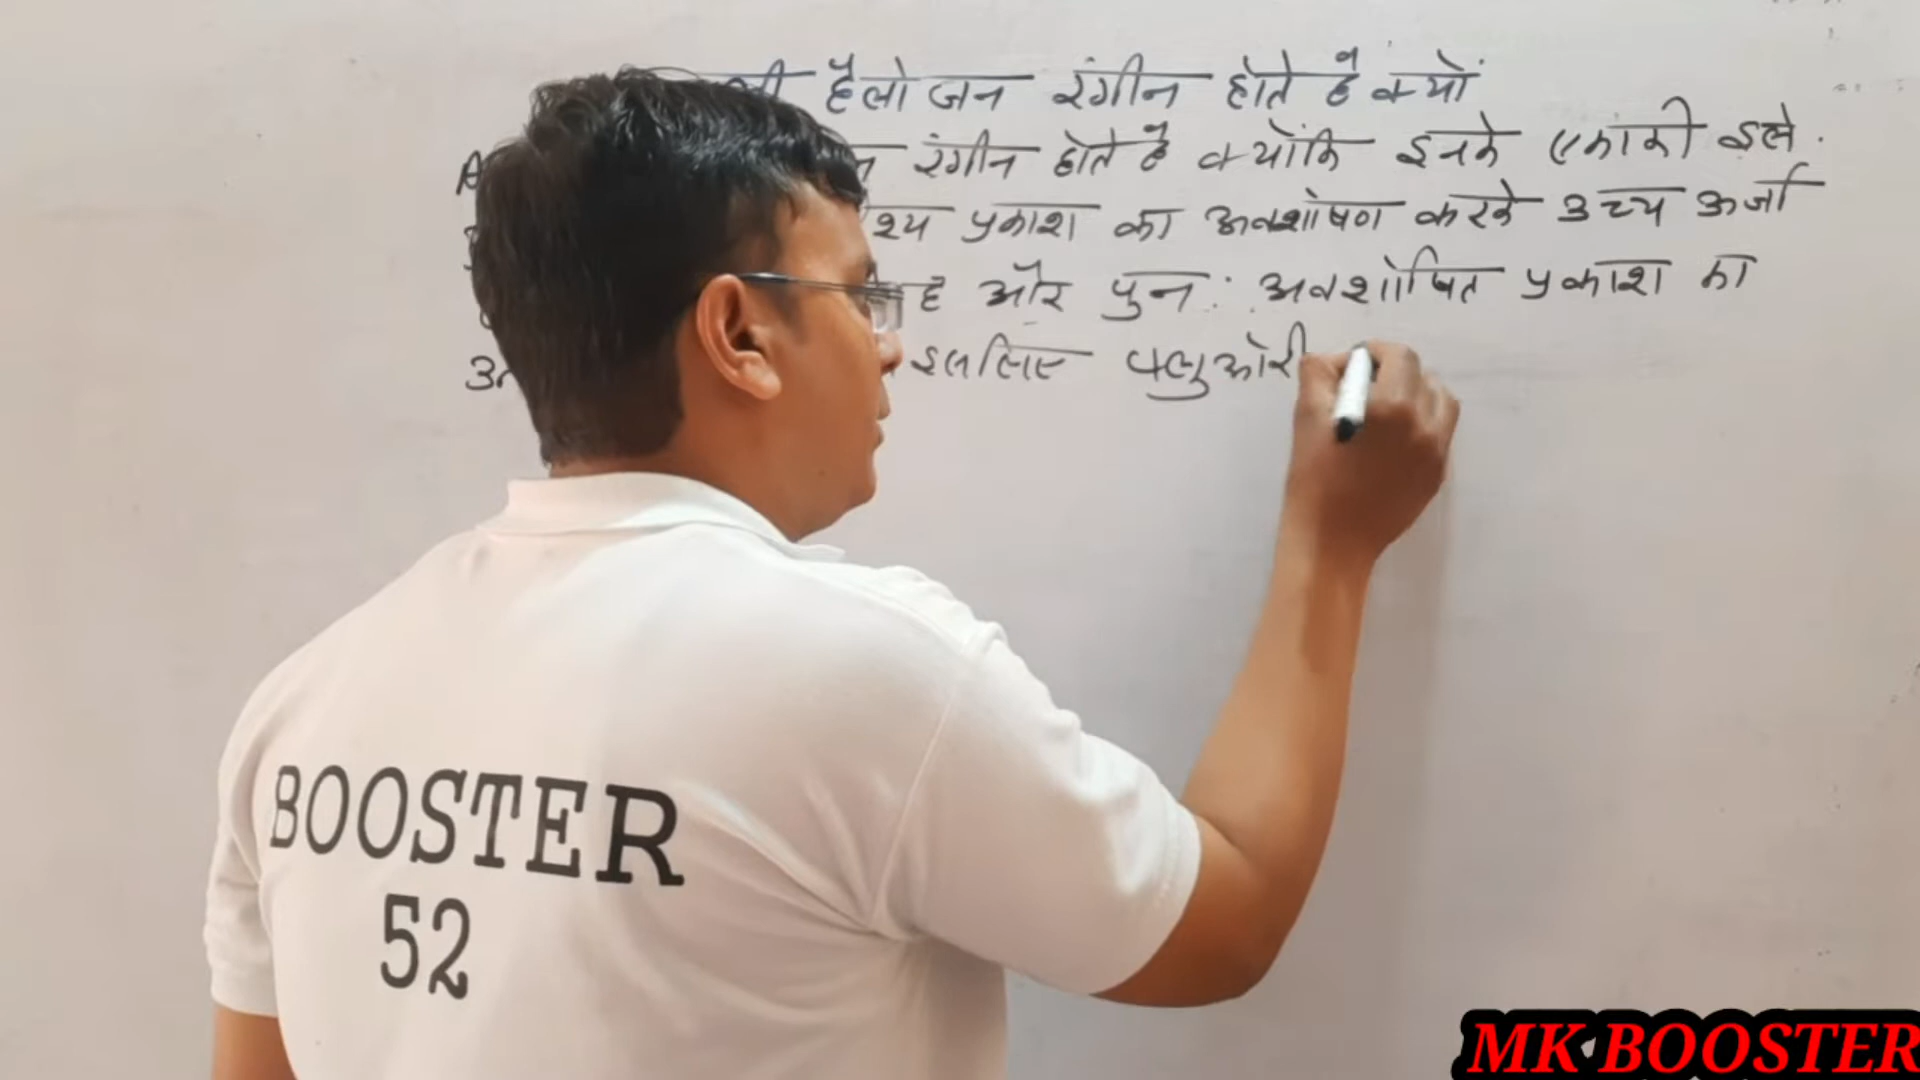 हैलोजन रंगीन होते है क्यों
रंगीन होते है क्योंकि इनके एकाकी इले.
प्रकाश का अवशोषण करके उच्च ऊर्जा
है और पुनः अवशोषित प्रकाश का
इसलिए फ्लुओरी
BOOSTER
52
MK BOOSTER